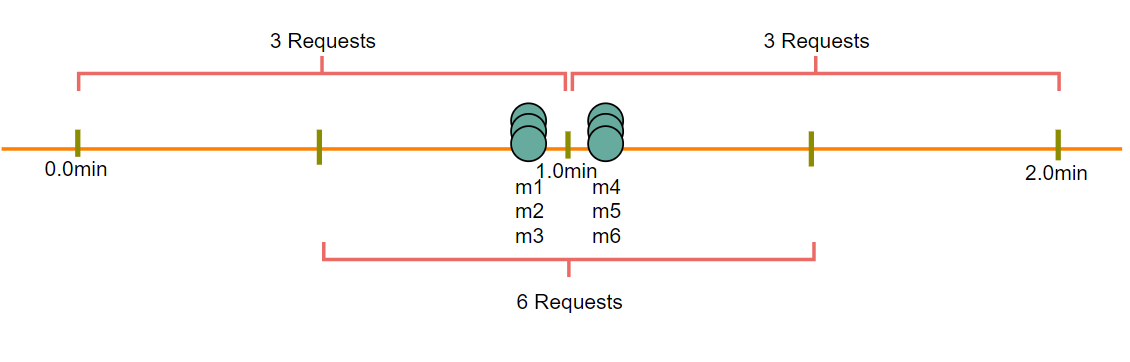 3 Requests
3 Requests
0.0min
1.0min
2.0min
m1
m2
m3
m4
m5
m6
6 Requests